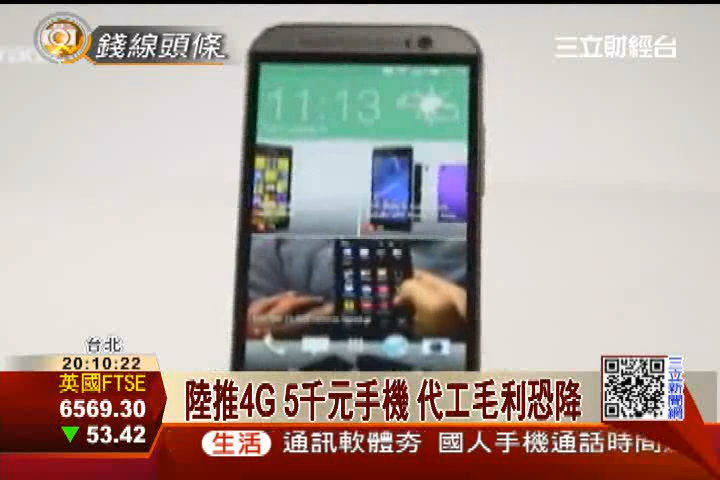 錢線頭條
三立財經台
11:13
台北
20:10:22
英國FTSE
6569.30
▼53.42
陸推4G 5千元手機 代工毛利恐降
三立新聞網
生活 通訊軟體夯 國人手機通話時間